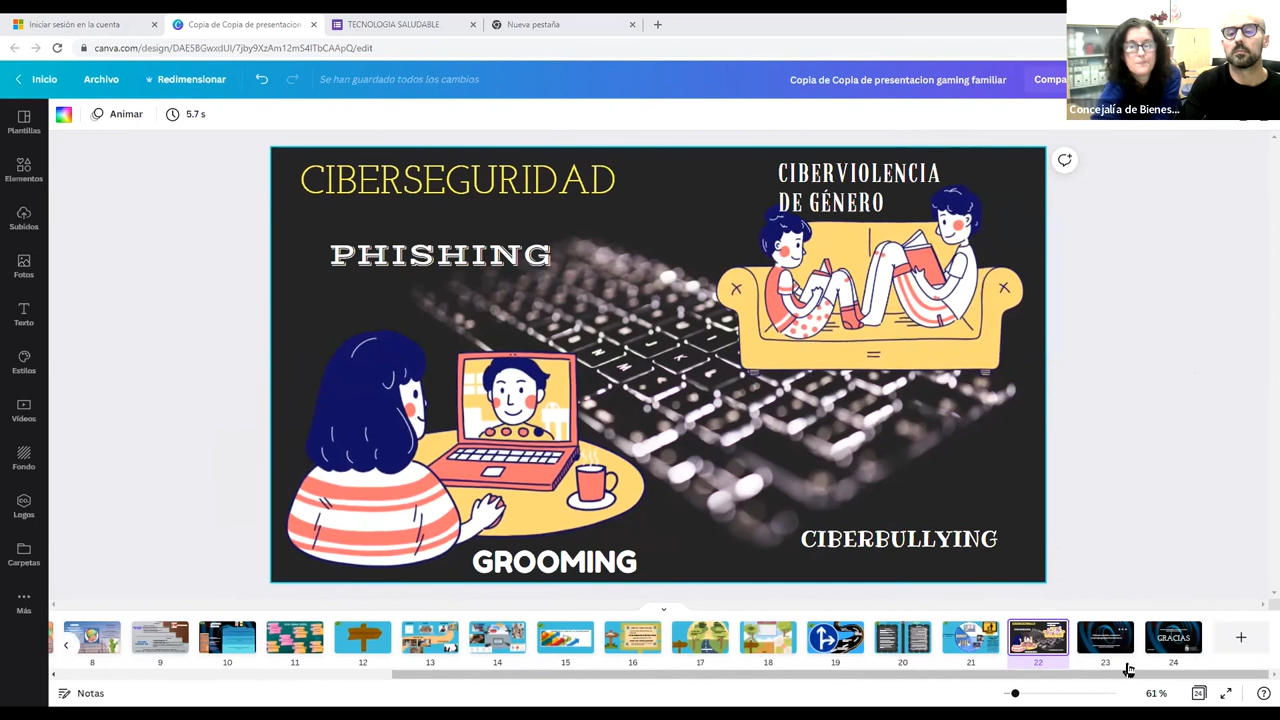 Iniciar sesión en la cuenta
Copia de Copia de presentacion
TECNOLOGIA SALUDABLE
Nueva pestaña
canva.com/design/DAE5BGwxdUI/7jby9XzAm12mS4ITbCAApQ/edit
Inicio
Archivo
Redimensionar
Se han guardado todos los cambios
Copia de Copia de presentacion gaming familiar
Compa
Concejalía de Bienes...
Animar
5.7 s
Plantillas
Elementos
Subidos
Fotos
Texto
Estilos
Vídeos
Fondo
Logos
Carpetas
Más
CIBERSEGURIDAD
CIBERVIOLENCIA
DE GÉNERO
PHISHING
GROOMING
CIBERBULLYING
GRACIAS
8
9
10
11
12
13
14
15
16
17
18
19
20
21
22
23
24
Notas
61 %
24